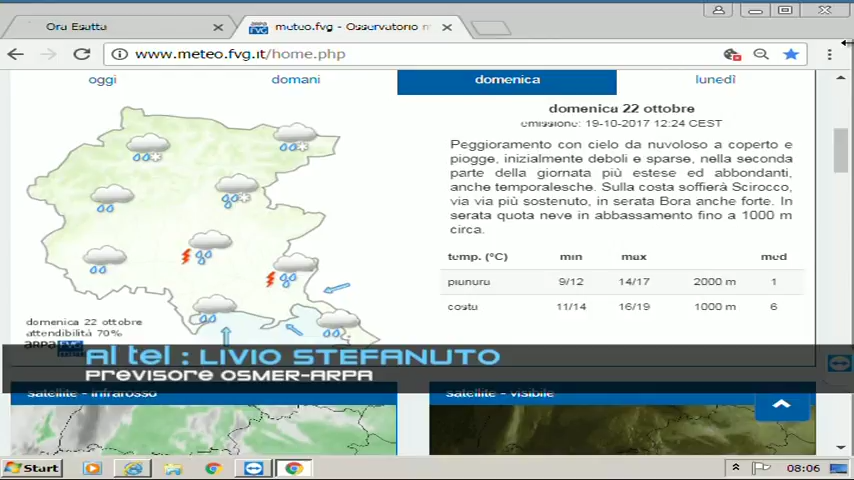 Ora Esatta
meteo.fvg - Osservatorio m
www.meteo.fvg.it/home.php
oggi
domani
domenica
lunedì
domenica 22 ottobre
emissione: 19-10-2017 12:24 CEST
Peggioramento con cielo da nuvoloso a coperto e
piogge, inizialmente deboli e sparse, nella seconda
parte della giornata più estese ed abbondanti,
anche temporalesche. Sulla costa soffierà Scirocco,
via via più sostenuto, in serata Bora anche forte. In
serata quota neve in abbassamento fino a 1000 m
circa.
temp. (°C) min max med
pianura 9/12 14/17 2000 m 1
costa 11/14 16/19 1000 m 6
domenica 22 ottobre
attendibilità 70%
ARPA FVG
Al tel : LIVIO STEFANUTO
Previsore OSMER-ARPA
satellite - infrarosso
satellite - visibile
Start
08:06